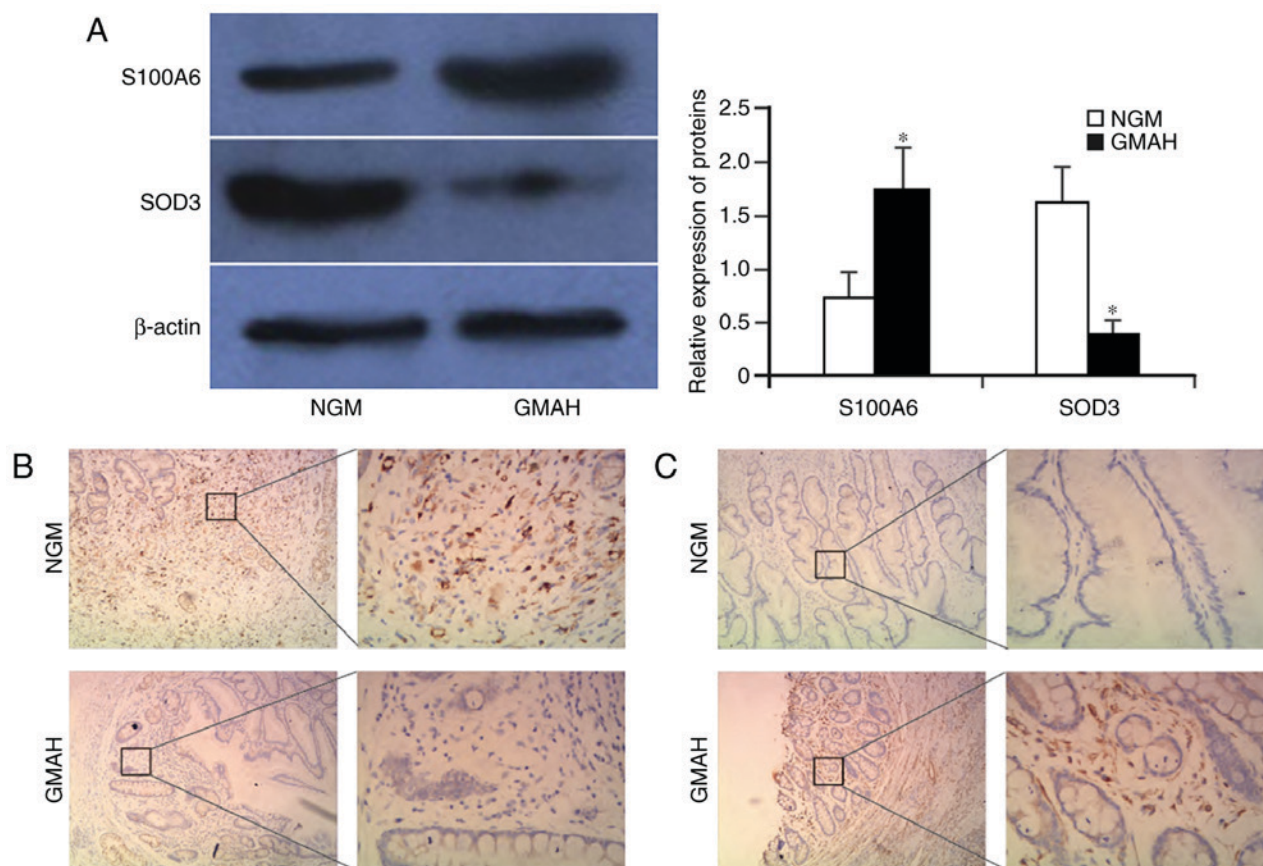 A
S100A6
SOD3
β-actin
NGM GMAH
Relative expression of proteins
2.5
2.0
1.5
1.0
0.5
0
NGM
GMAH
*
*
S100A6 SOD3
B
NGM
GMAH
C
NGM
GMAH